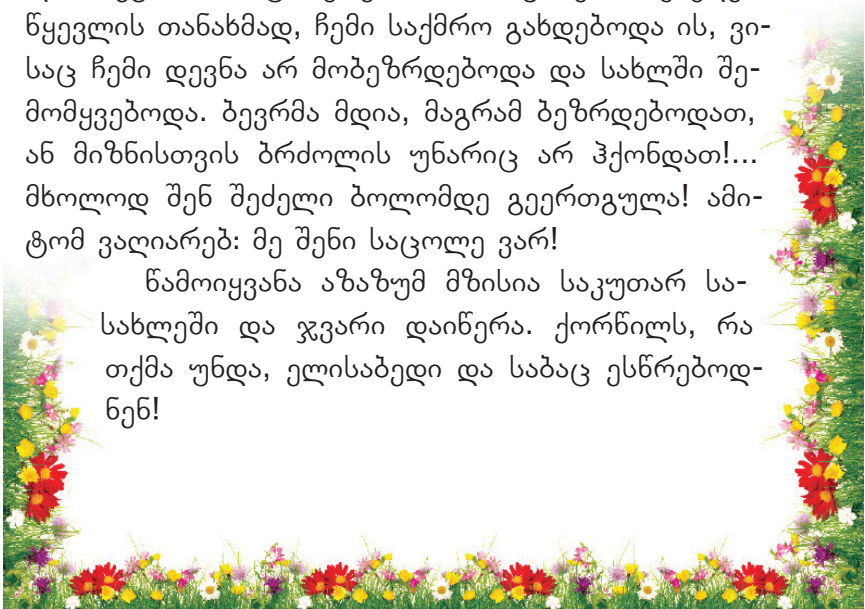 წყევლის თანახმად, ჩემი საქმრო გახდებოდა ის, ვი-
საც ჩემი დევნა არ მობეზრდებოდა და სახლში შე-
მომყვებოდა. ბევრმა მდია, მაგრამ ბეზრდებოდათ,
ან მიზნისთვის ბრძოლის უნარიც არ ჰქონდათ!...
მხოლოდ შენ შეძელი ბოლომდე გეერთგულა! ამი-
ტომ ვაღიარებ: მე შენი საცოლე ვარ!
წამოიყვანა აზაზუმ მზისია საკუთარ სა-
სახლეში და ჯვარი დაიწერა. ქორწილს, რა
თქმა უნდა, ელისაბედი და საბაც ესწრებოდ-
ნენ!